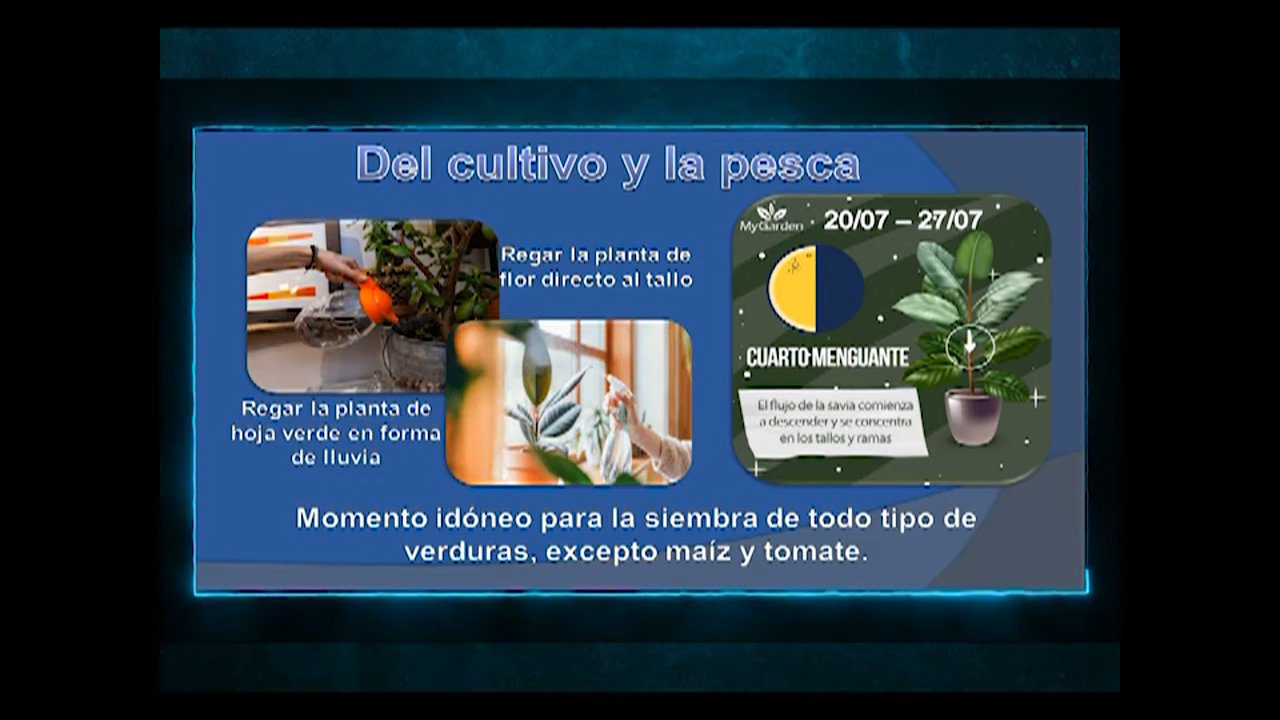 Del cultivo y la pesca
Regar la planta de
flor directo al tallo
Regar la planta de
hoja verde en forma
de lluvia
MyGarden
20/07 – 27/07
CUARTO MENGUANTE
El flujo de la savia comienza
a descender y se concentra
en los tallos y ramas
Momento idóneo para la siembra de todo tipo de
verduras, excepto maíz y tomate.